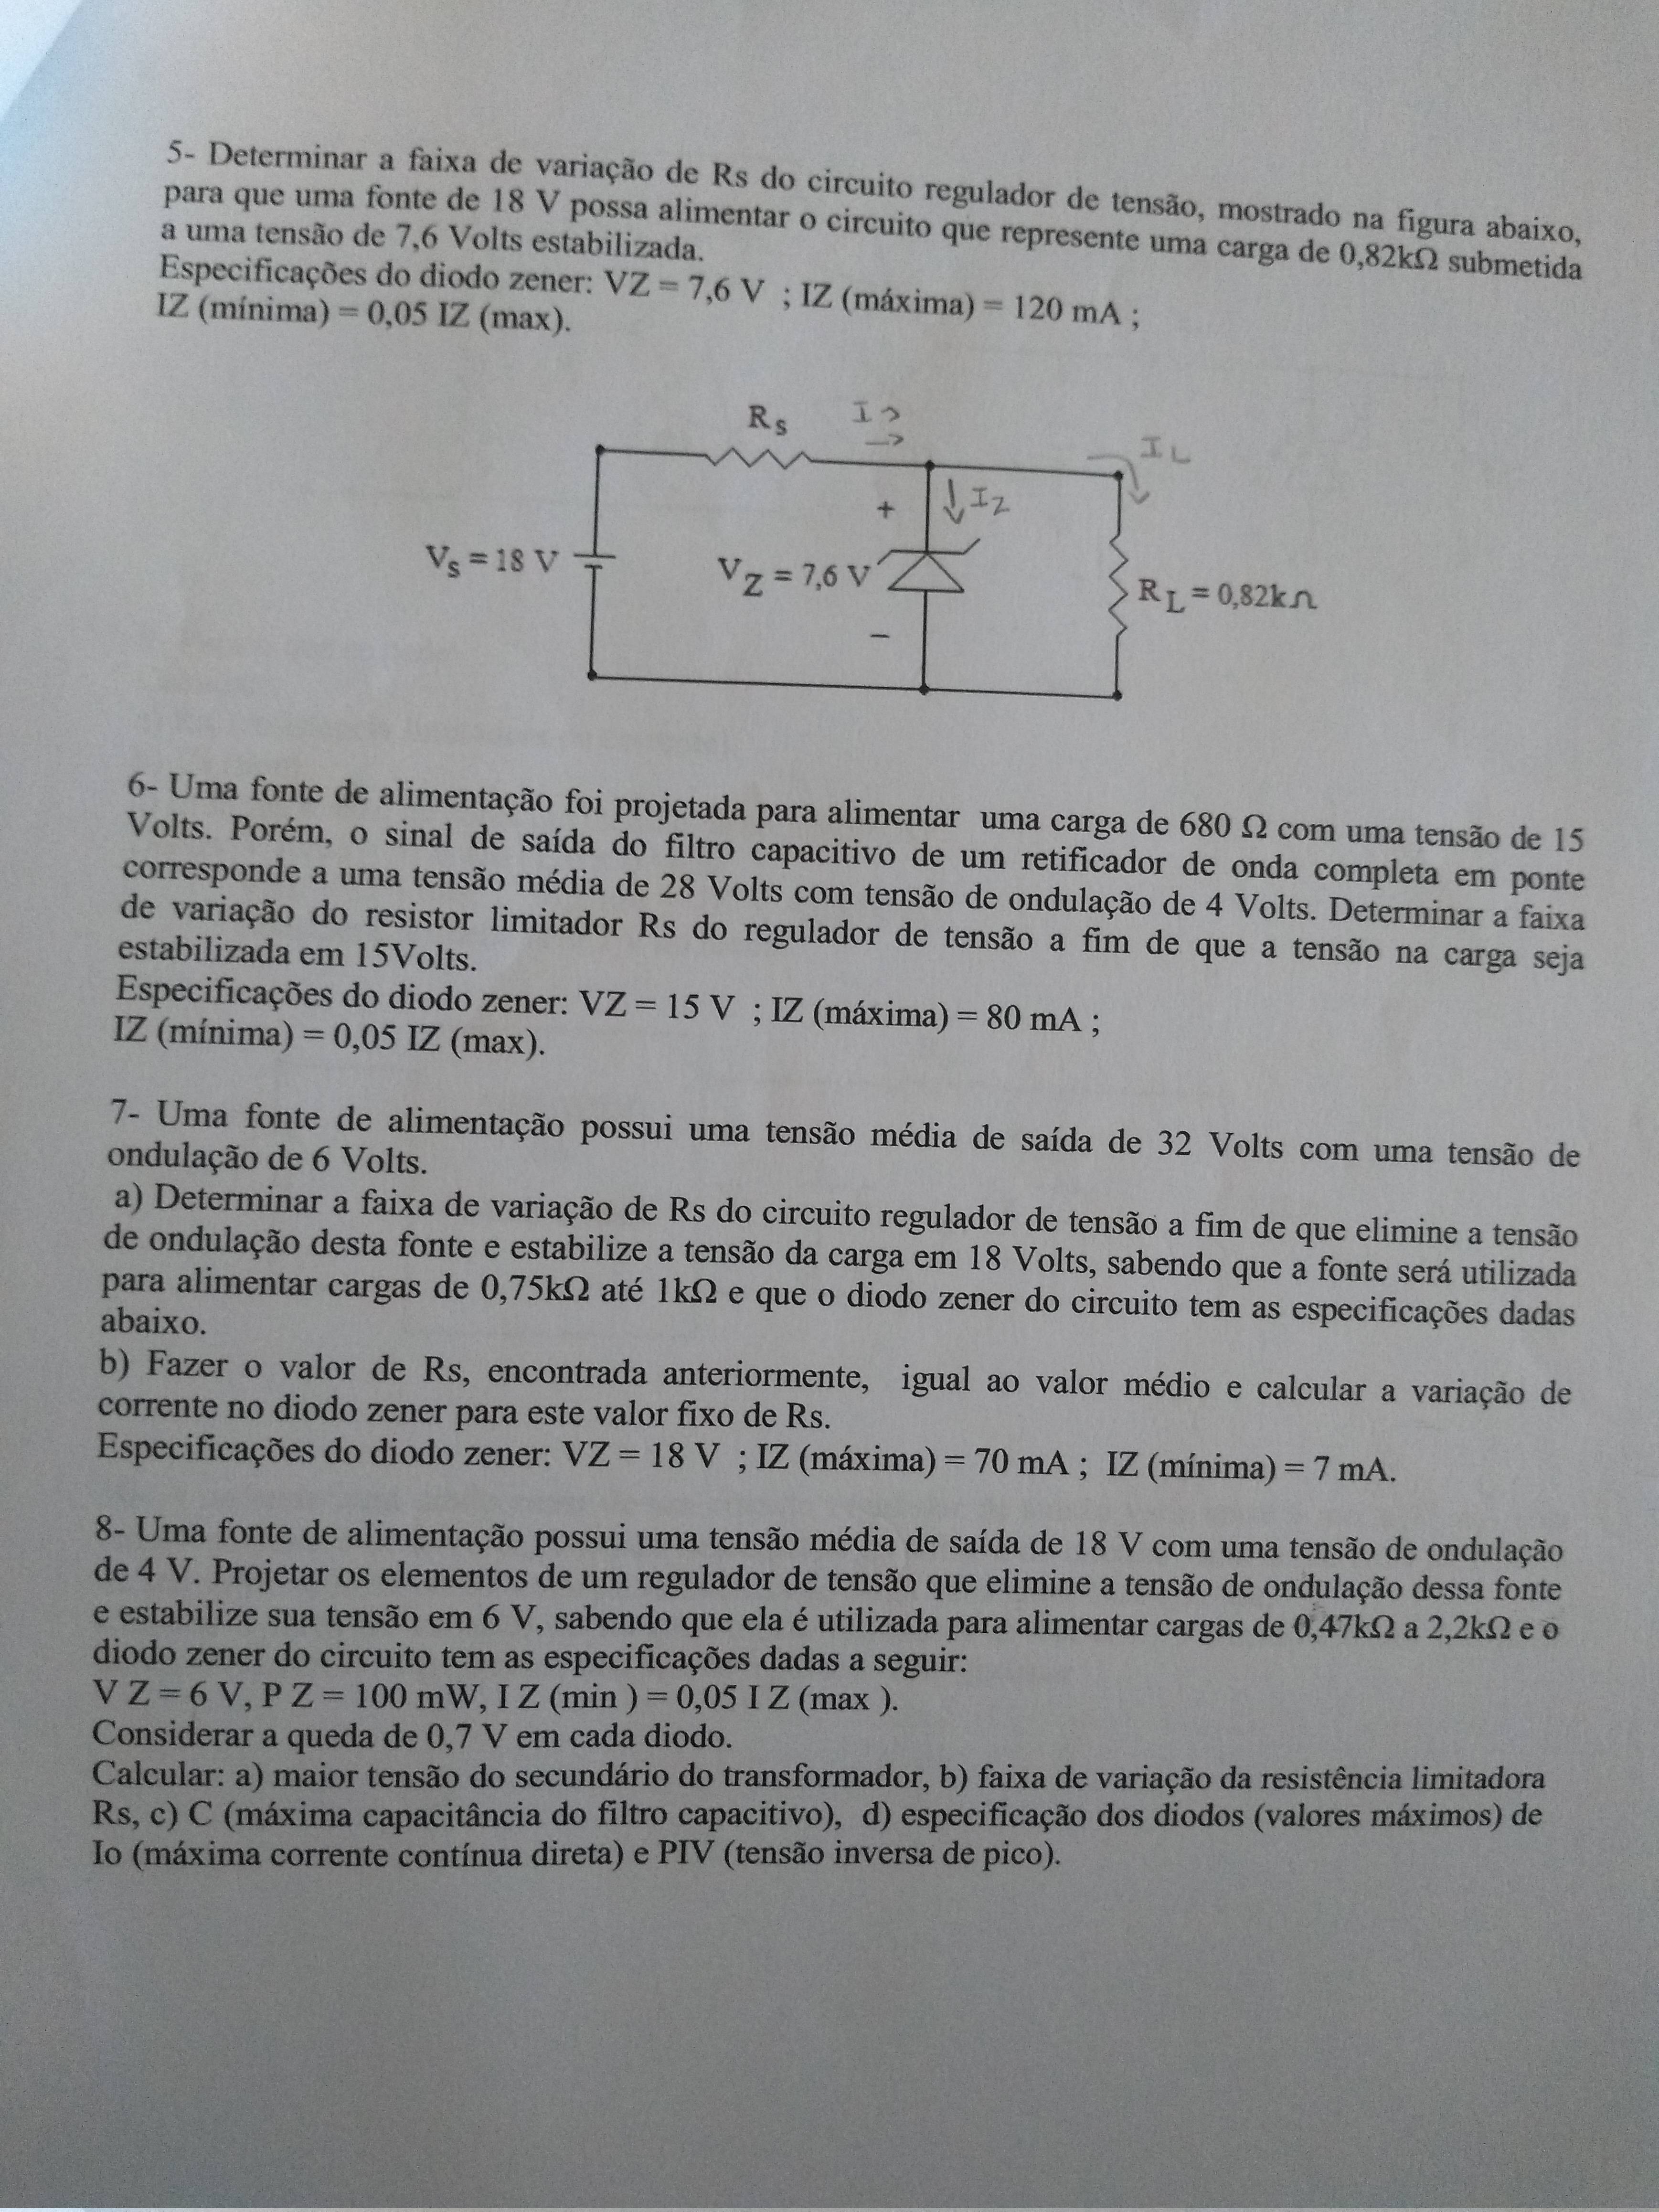 5- Determinar a faixa de variação de Rs do circuito regulador de tensão, mostrado na figura abaixo,
para que uma fonte de 18 V possa alimentar o circuito que represente uma carga de 0,82kΩ submetida
a uma tensão de 7,6 Volts estabilizada.
Especificações do diodo zener: VZ = 7,6 V ; IZ (máxima) = 120 mA ;
IZ (mínima) = 0,05 IZ (max).
RS
IL
+
IZ
VS = 18 V
VZ = 7,6 V
RL = 0,82kΩ
−
6- Uma fonte de alimentação foi projetada para alimentar uma carga de 680 Ω com uma tensão de 15
Volts. Porém, o sinal de saída do filtro capacitivo de um retificador de onda completa em ponte
corresponde a uma tensão média de 28 Volts com tensão de ondulação de 4 Volts. Determinar a faixa
de variação do resistor limitador Rs do regulador de tensão a fim de que a tensão na carga seja
estabilizada em 15Volts.
Especificações do diodo zener: VZ = 15 V ; IZ (máxima) = 80 mA ;
IZ (mínima) = 0,05 IZ (max).
7- Uma fonte de alimentação possui uma tensão média de saída de 32 Volts com uma tensão de
ondulação de 6 Volts.
a) Determinar a faixa de variação de Rs do circuito regulador de tensão a fim de que elimine a tensão
de ondulação desta fonte e estabilize a tensão da carga em 18 Volts, sabendo que a fonte será utilizada
para alimentar cargas de 0,75kΩ até 1kΩ e que o diodo zener do circuito tem as especificações dadas
abaixo.
b) Fazer o valor de Rs, encontrada anteriormente, igual ao valor médio e calcular a variação de
corrente no diodo zener para este valor fixo de Rs.
Especificações do diodo zener: VZ = 18 V ; IZ (máxima) = 70 mA ; IZ (mínima) = 7 mA.
8- Uma fonte de alimentação possui uma tensão média de saída de 18 V com uma tensão de ondulação
de 4 V. Projetar os elementos de um regulador de tensão que elimine a tensão de ondulação dessa fonte
e estabilize sua tensão em 6 V, sabendo que ela é utilizada para alimentar cargas de 0,47kΩ a 2,2kΩ e o
diodo zener do circuito tem as especificações dadas a seguir:
V Z = 6 V, P Z = 100 mW, I Z (min ) = 0,05 I Z (max ).
Considerar a queda de 0,7 V em cada diodo.
Calcular: a) maior tensão do secundário do transformador, b) faixa de variação da resistência limitadora
Rs, c) C (máxima capacitância do filtro capacitivo), d) especificação dos diodos (valores máximos) de
Io (máxima corrente contínua direta) e PIV (tensão inversa de pico).